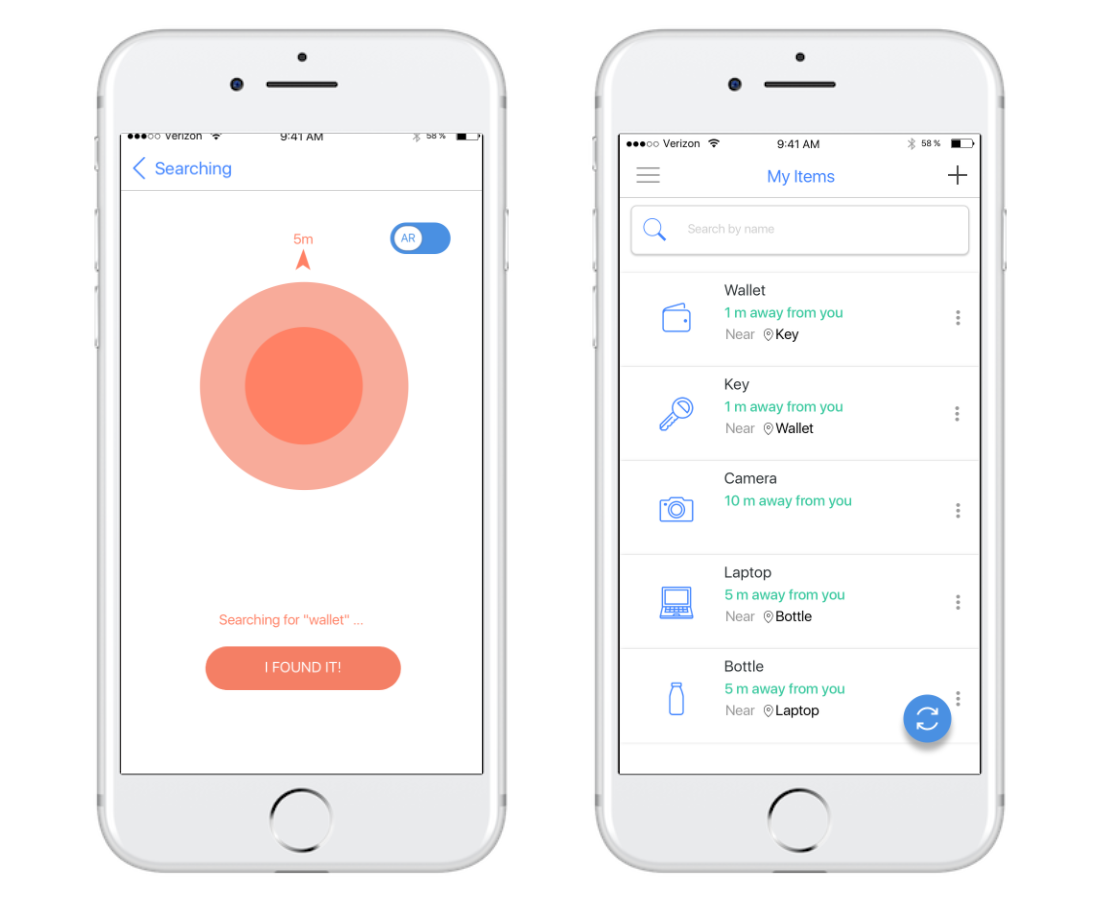 Verizon 9:41 AM 58 %
Searching
5m
AR
Searching for "wallet" ...
I FOUND IT!
Verizon 9:41 AM 58 %
My Items
Search by name
Wallet
1 m away from you
Near Key
Key
1 m away from you
Near Wallet
Camera
10 m away from you
Laptop
5 m away from you
Near Bottle
Bottle
5 m away from you
Near Laptop